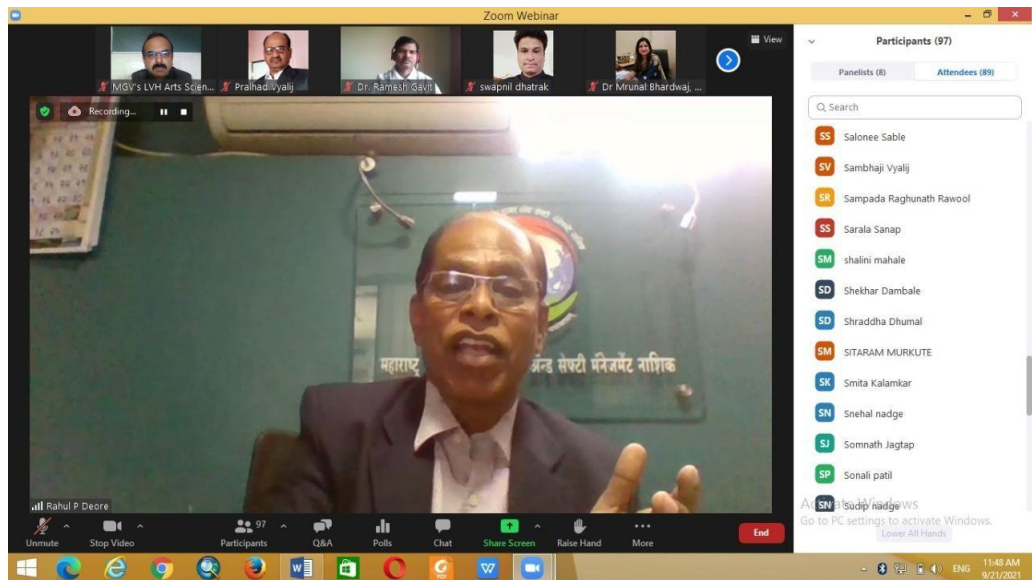 Zoom Webinar
MGV's LVH Arts Scien...
Pralhad Vyalij
Dr. Ramesh Gavit
swapnil dhatrak
Dr Mrunal Bhardwaj, ...
View
Recording...
महाराष्ट्र
अॅन्ड सेफ्टी मॅनेजमेंट नाशिक
Rahul P Deore
Unmute
Stop Video
97
Participants
Q&A
Polls
Chat
Share Screen
Raise Hand
More
End
Participants (97)
Panelists (8)
Attendees (89)
Search
SS Salonee Sable
SV Sambhaji Vyalij
SR Sampada Raghunath Rawool
SS Sarala Sanap
SM shalini mahale
SD Shekhar Dambale
SD Shraddha Dhumal
SM SITARAM MURKUTE
SK Smita Kalamkar
SN Snehal nadge
SJ Somnath Jagtap
SP Sonali patil
SN Sudip nadge
Activate Windows
Go to PC settings to activate Windows.
Lower All Hands
ENG
11:48 AM
9/21/2021